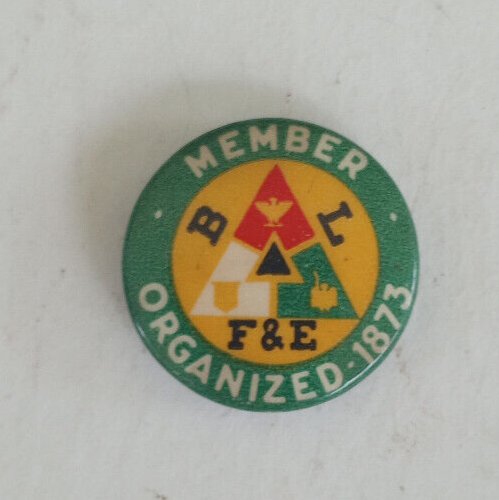 MEMBER
B L
F & E
ORGANIZED - 1873